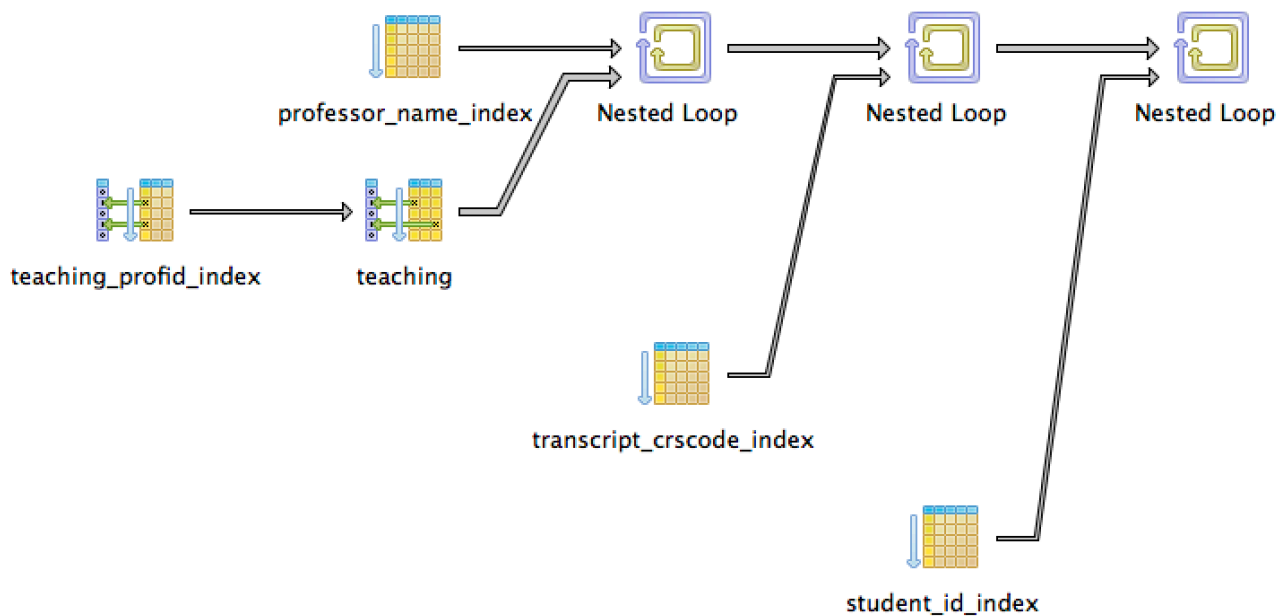 professor_name_index
Nested Loop
Nested Loop
Nested Loop
teaching_profid_index
teaching
transcript_crscode_index
student_id_index